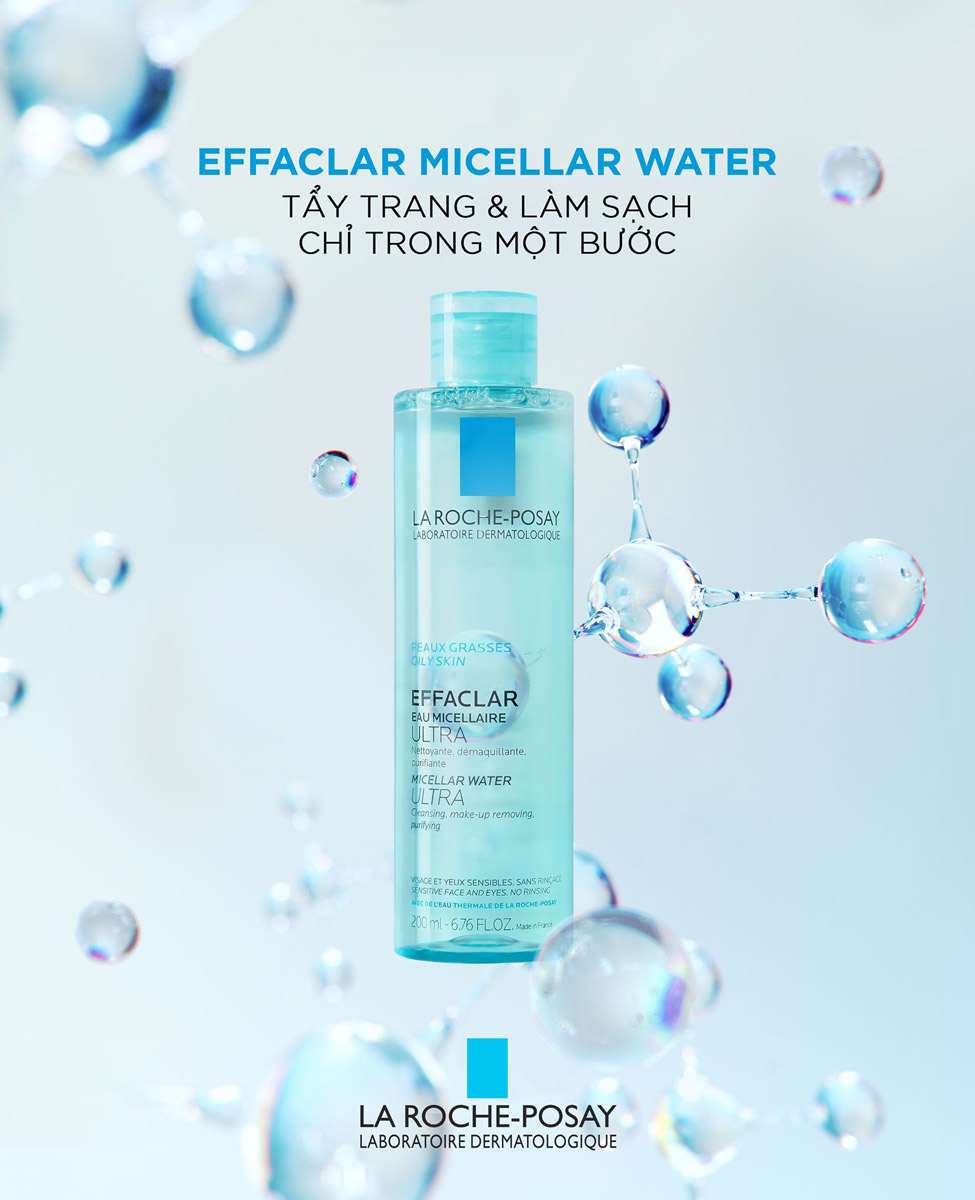 EFFACLAR MICELLAR WATER
TẨY TRANG & LÀM SẠCH
CHỈ TRONG MỘT BƯỚC
LA ROCHE-POSAY
LABORATOIRE DERMATOLOGIQUE
PEAUX GRASSES
OILY SKIN
EFFACLAR
EAU MICELLAIRE
ULTRA
Nettoyante, démaquillante,
purifiante
MICELLAR WATER
ULTRA
Cleansing, make-up removing,
purifying
VISAGE ET YEUX SENSIBLES. SANS RINÇAGE
SENSITIVE FACE AND EYES. NO RINSING
AVEC DE L'EAU THERMALE DE LA ROCHE-POSAY
200 ml - 6.76 FL.OZ. Made in France
LA ROCHE-POSAY
LABORATOIRE DERMATOLOGIQUE